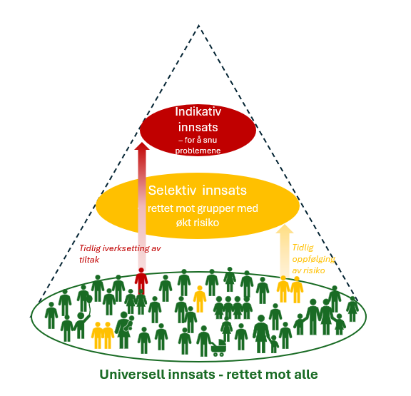 Indikativ
innsats
– for å snu
problemene
Selektiv innsats
rettet mot grupper med
økt risiko
Tidlig iverksetting av
tiltak
Tidlig
oppfølging
av risiko
Universell innsats - rettet mot alle